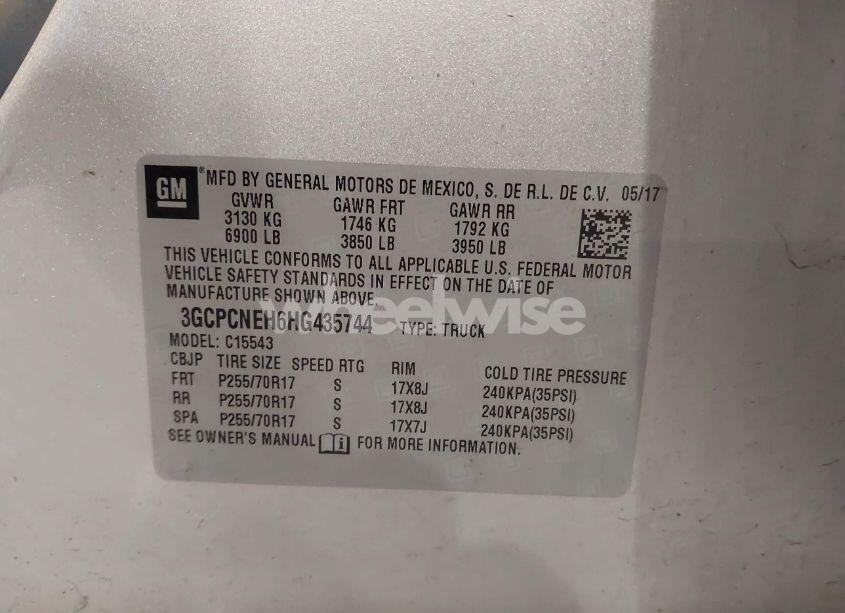 GM ® MFD BY GENERAL MOTORS DE MEXICO, S. DE R.L. DE C.V. 05/17
GVWR GAWR FRT GAWR RR
3130 KG 1746 KG 1792 KG
6900 LB 3850 LB 3950 LB
THIS VEHICLE CONFORMS TO ALL APPLICABLE U.S. FEDERAL MOTOR
VEHICLE SAFETY STANDARDS IN EFFECT ON THE DATE OF
MANUFACTURE SHOWN ABOVE.
wheelwise
3GCPCNEH6HG435744 TYPE: TRUCK
MODEL: C15543
CBJP TIRE SIZE SPEED RTG RIM COLD TIRE PRESSURE
FRT P255/70R17 S 17X8J 240KPA(35PSI)
RR P255/70R17 S 17X8J 240KPA(35PSI)
SPA P255/70R17 S 17X7J 240KPA(35PSI)
SEE OWNER'S MANUAL i FOR MORE INFORMATION.